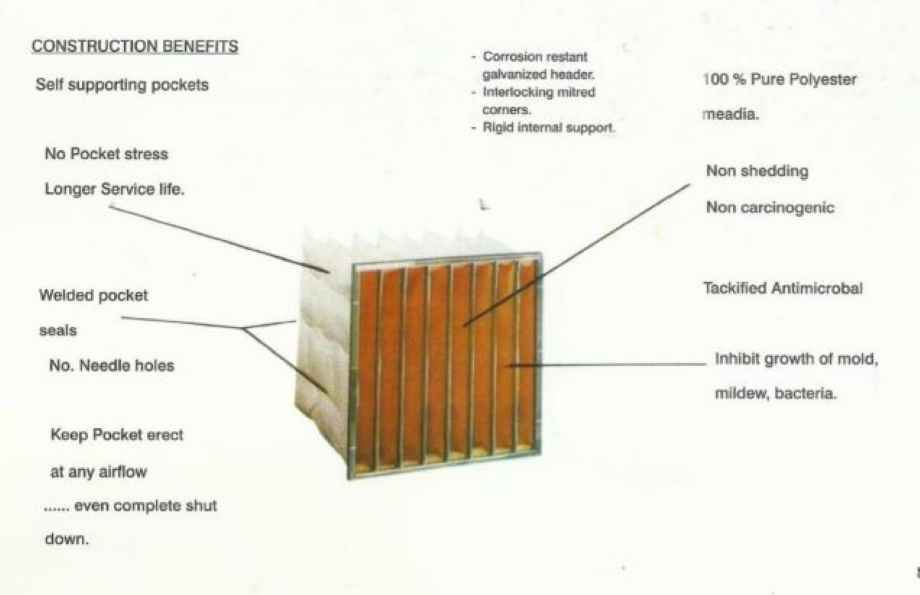 CONSTRUCTION BENEFITS
Self supporting pockets
No Pocket stress
Longer Service life.
Welded pocket
seals
No. Needle holes
Keep Pocket erect
at any airflow
...... even complete shut
down.
- Corrosion restant
galvanized header.
- Interlocking mitred
corners.
- Rigid internal support.
100 % Pure Polyester
meadia.
Non shedding
Non carcinogenic
Tackified Antimicrobal
Inhibit growth of mold,
mildew, bacteria.